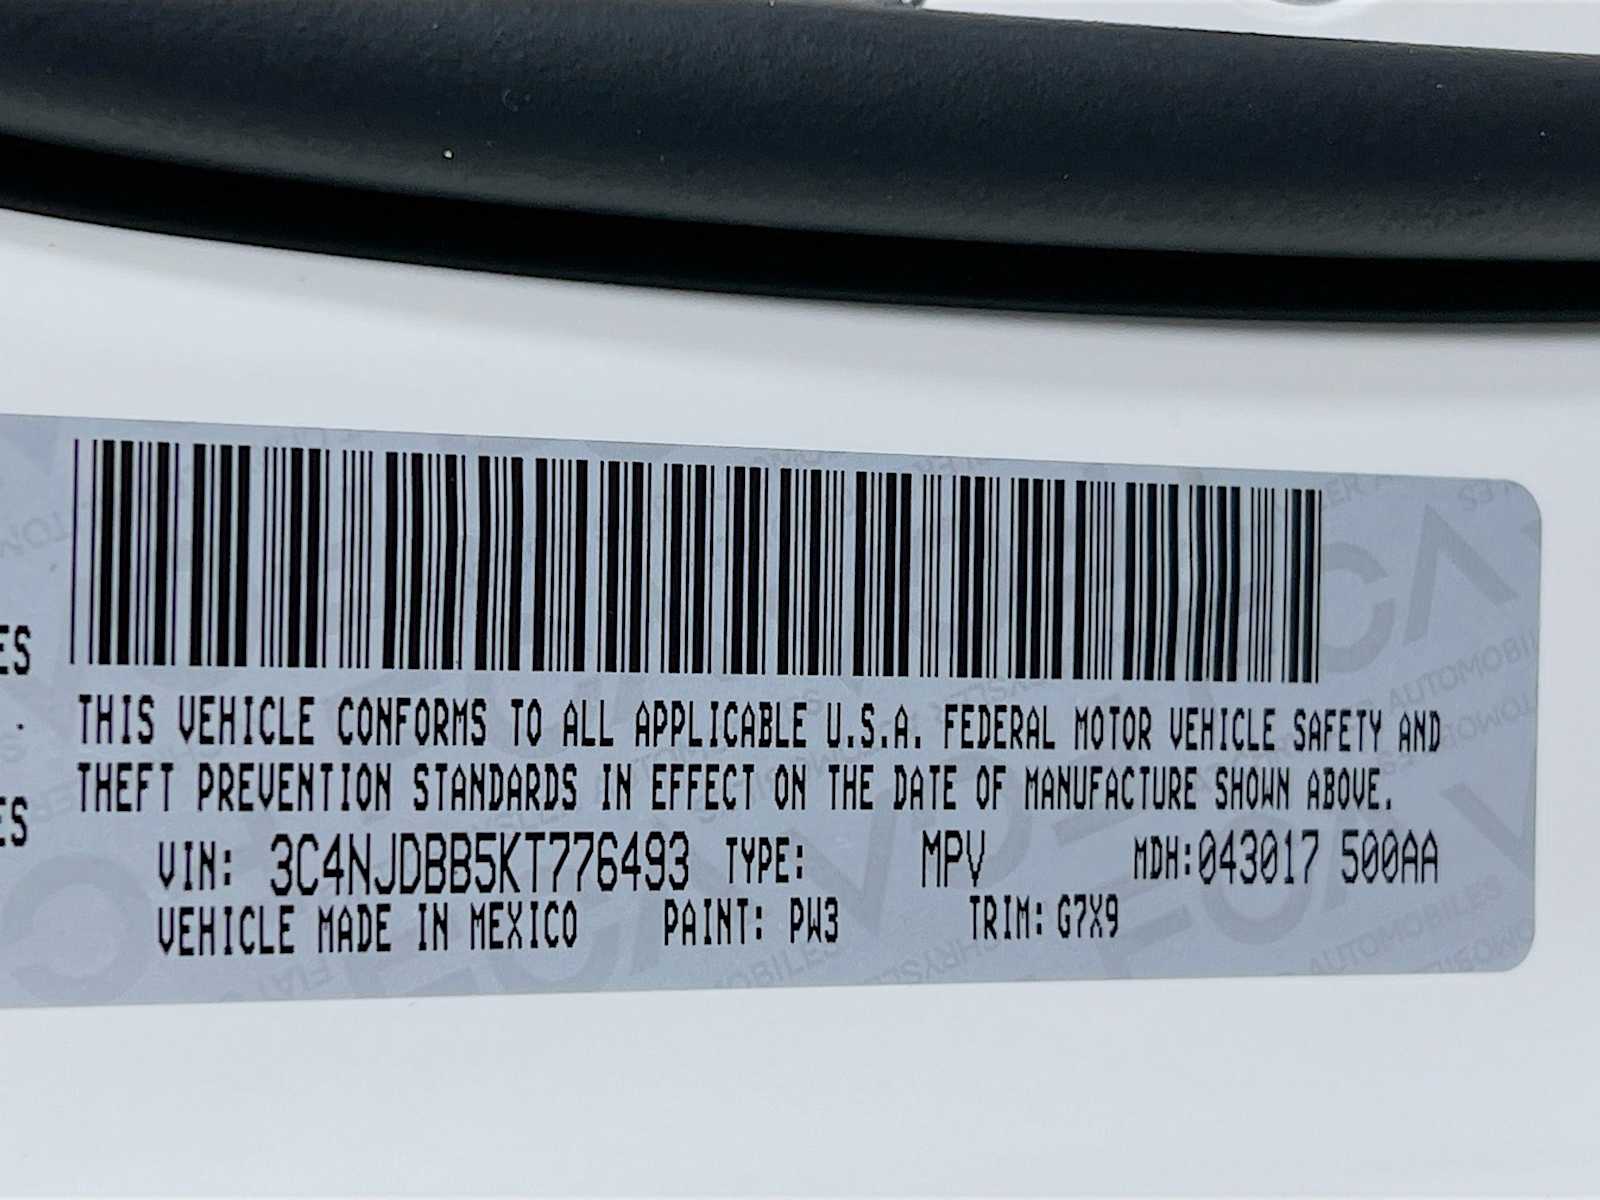 ES
THIS VEHICLE CONFORMS TO ALL APPLICABLE U.S.A. FEDERAL MOTOR VEHICLE SAFETY AND
THEFT PREVENTION STANDARDS IN EFFECT ON THE DATE OF MANUFACTURE SHOWN ABOVE.
ES
VIN: 3C4NJDBB5KT776493 TYPE: MPV MDH:043017 500AA
VEHICLE MADE IN MEXICO PAINT: PW3 TRIM: G7X9